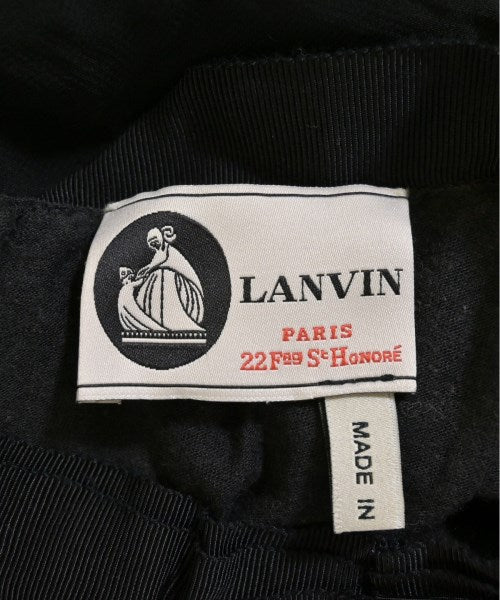 LANVIN
PARIS
22 Fbg St Honoré
MADE IN